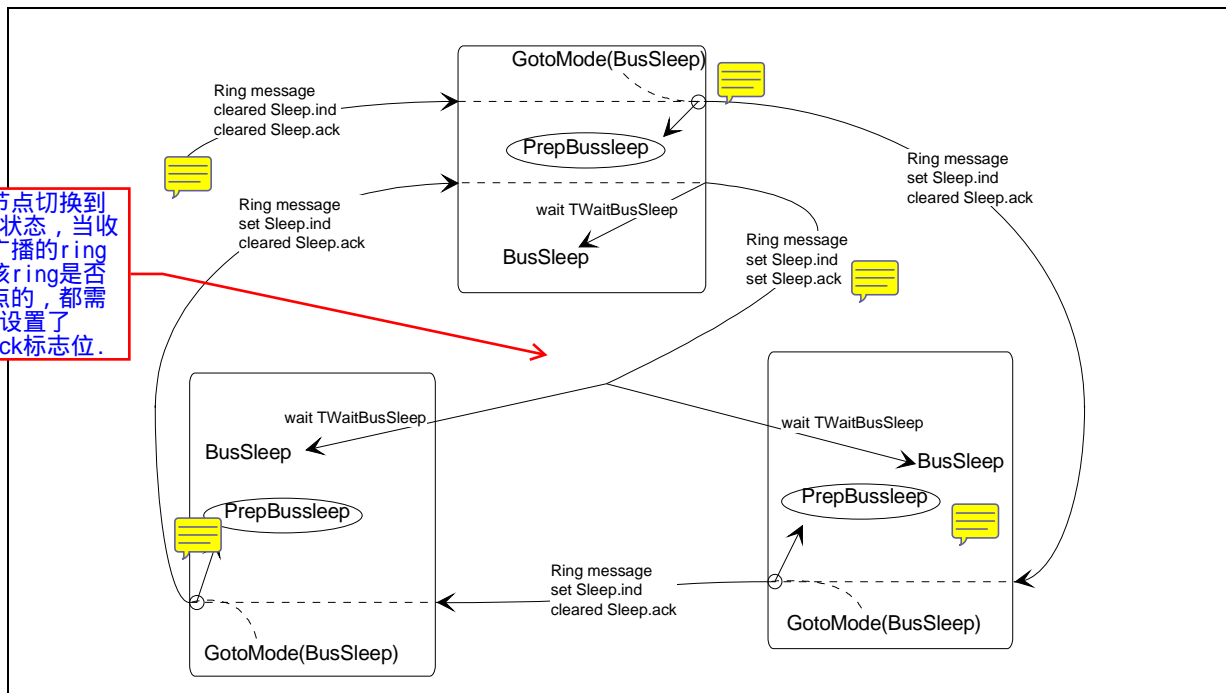 GotoMode(BusSleep)
Ring message
cleared Sleep.ind
cleared Sleep.ack
PrepBussleep
Ring message
set Sleep.ind
cleared Sleep.ack
节点切换到
状态，当收
广播的ring
该ring是否
点的，都需
设置了
ck标志位.
Ring message
set Sleep.ind
cleared Sleep.ack
wait TWaitBusSleep
BusSleep
Ring message
set Sleep.ind
set Sleep.ack
wait TWaitBusSleep
BusSleep
PrepBussleep
GotoMode(BusSleep)
wait TWaitBusSleep
BusSleep
PrepBussleep
GotoMode(BusSleep)
Ring message
set Sleep.ind
cleared Sleep.ack